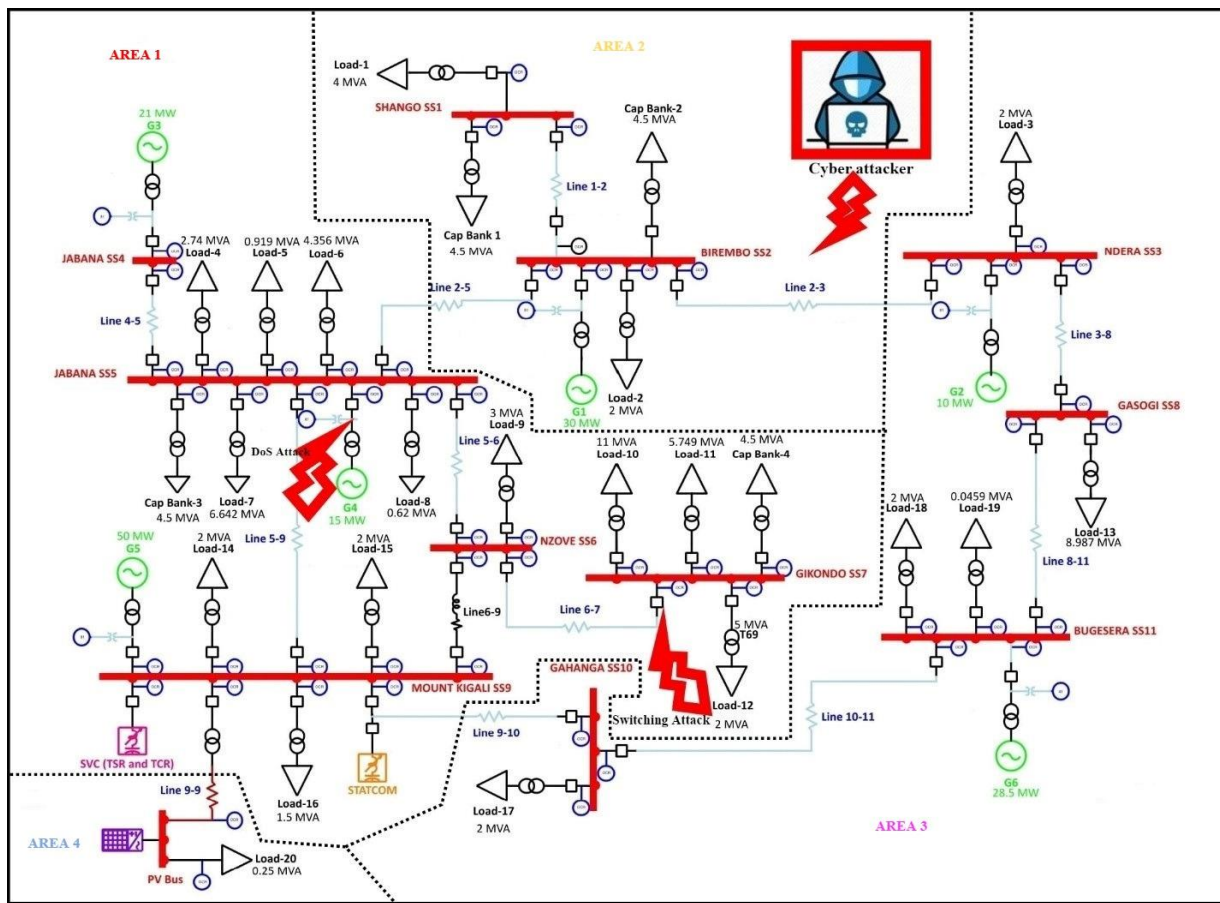 AREA 1
AREA 2
Load-1
4 MVA
SHANGO SS1
Cap Bank-2
4.5 MVA
Cyber attacker
2 MVA
Load-3
21 MW
G3
Line 1-2
Cap Bank 1
4.5 MVA
JABANA SS4
2.74 MVA
Load-4
0.919 MVA
Load-5
4.356 MVA
Load-6
BIREMBO SS2
NDERA SS3
Line 2-5
Line 2-3
Line 4-5
Line 3-8
JABANA SS5
G1
30 MW
Load-2
2 MVA
G2
10 MW
GASOGI SS8
3 MVA
Load-9
Line 5-6
11 MVA
Load-10
5.749 MVA
Load-11
4.5 MVA
Cap Bank-4
DoS Attack
Cap Bank-3
4.5 MVA
Load-7
6.642 MVA
G4
15 MW
Load-8
0.62 MVA
2 MVA
Load-18
0.0459 MVA
Load-19
Load-13
8.987 MVA
50 MW
G5
2 MVA
Load-14
Line 5-9
2 MVA
Load-15
NZOVE SS6
GIKONDO SS7
Line 8-11
Line6-9
Line 6-7
5 MVA
T69
BUGESERA SS11
MOUNT KIGALI SS9
GAHANGA SS10
Load-12
2 MVA
Switching Attack
Line 9-10
Line 10-11
SVC (TSR and TCR)
STATCOM
G6
28.5 MW
Line 9-9
Load-16
1.5 MVA
Load-17
2 MVA
AREA 3
AREA 4
PV Bus
Load-20
0.25 MVA